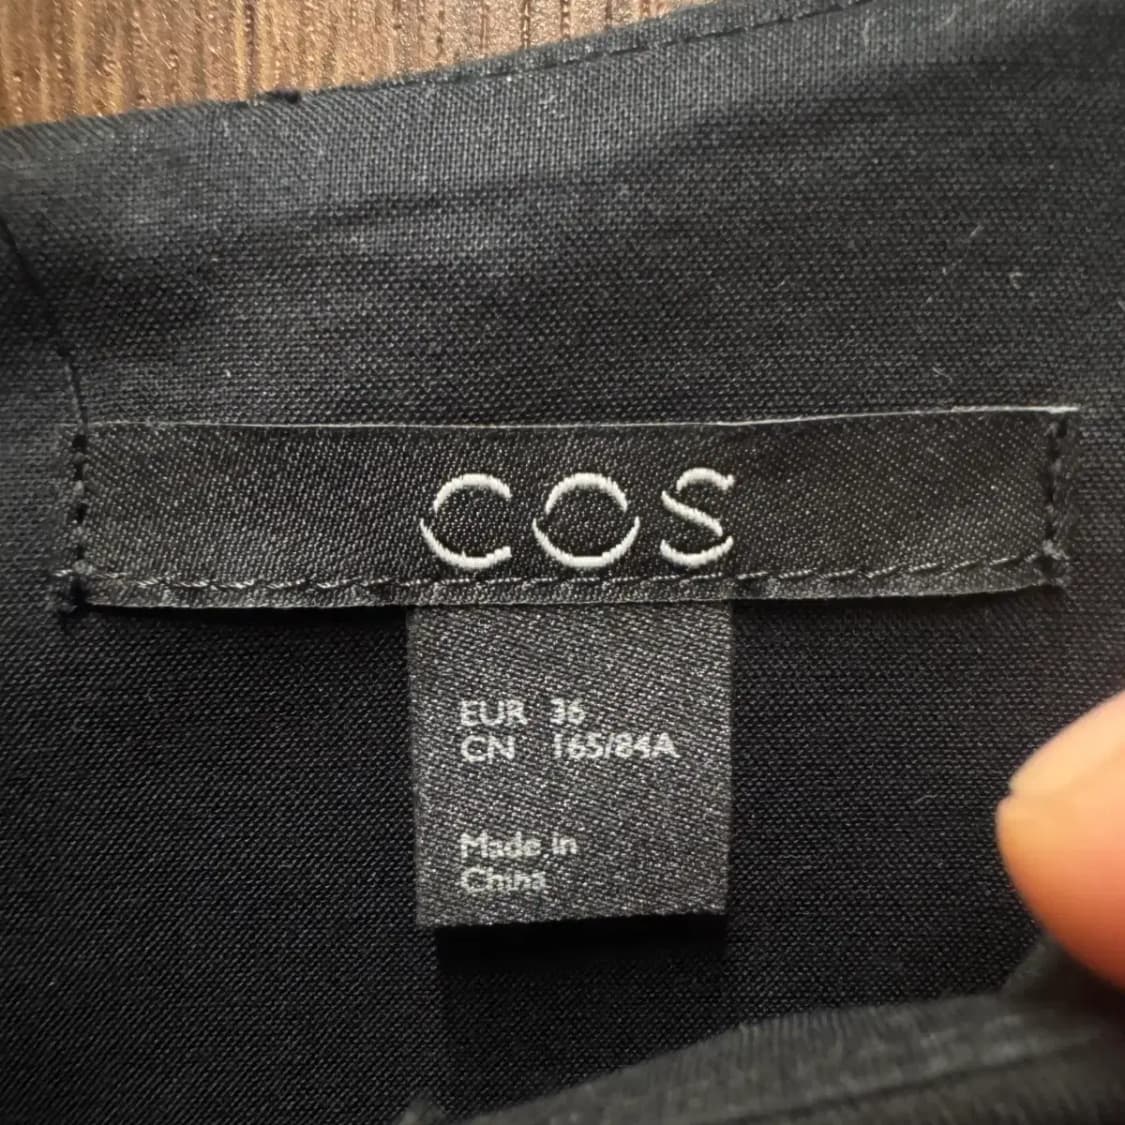 COS
EUR 36
CN 165/84A
Made in
China